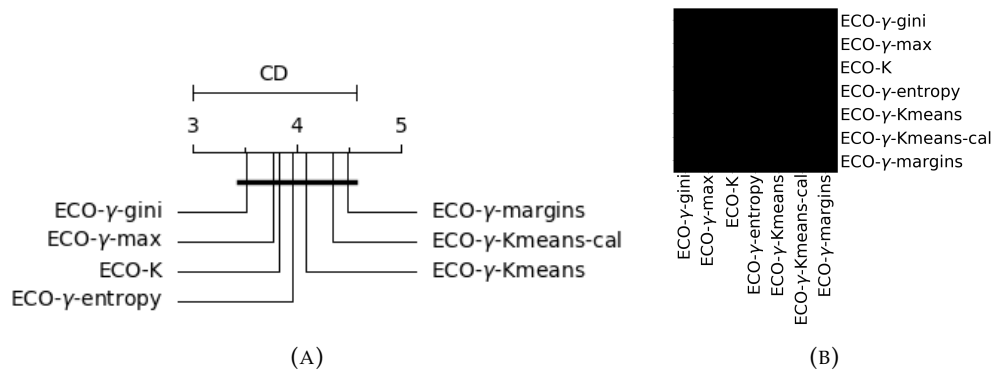 CD
3 4 5
ECO-γ-gini
ECO-γ-max
ECO-K
ECO-γ-entropy
ECO-γ-margins
ECO-γ-Kmeans-cal
ECO-γ-Kmeans
(A)
ECO-γ-gini
ECO-γ-max
ECO-K
ECO-γ-entropy
ECO-γ-Kmeans
ECO-γ-Kmeans-cal
ECO-γ-margins
ECO-γ-gini
ECO-γ-max
ECO-K
ECO-γ-entropy
ECO-γ-Kmeans
ECO-γ-Kmeans-cal
ECO-γ-margins
(B)